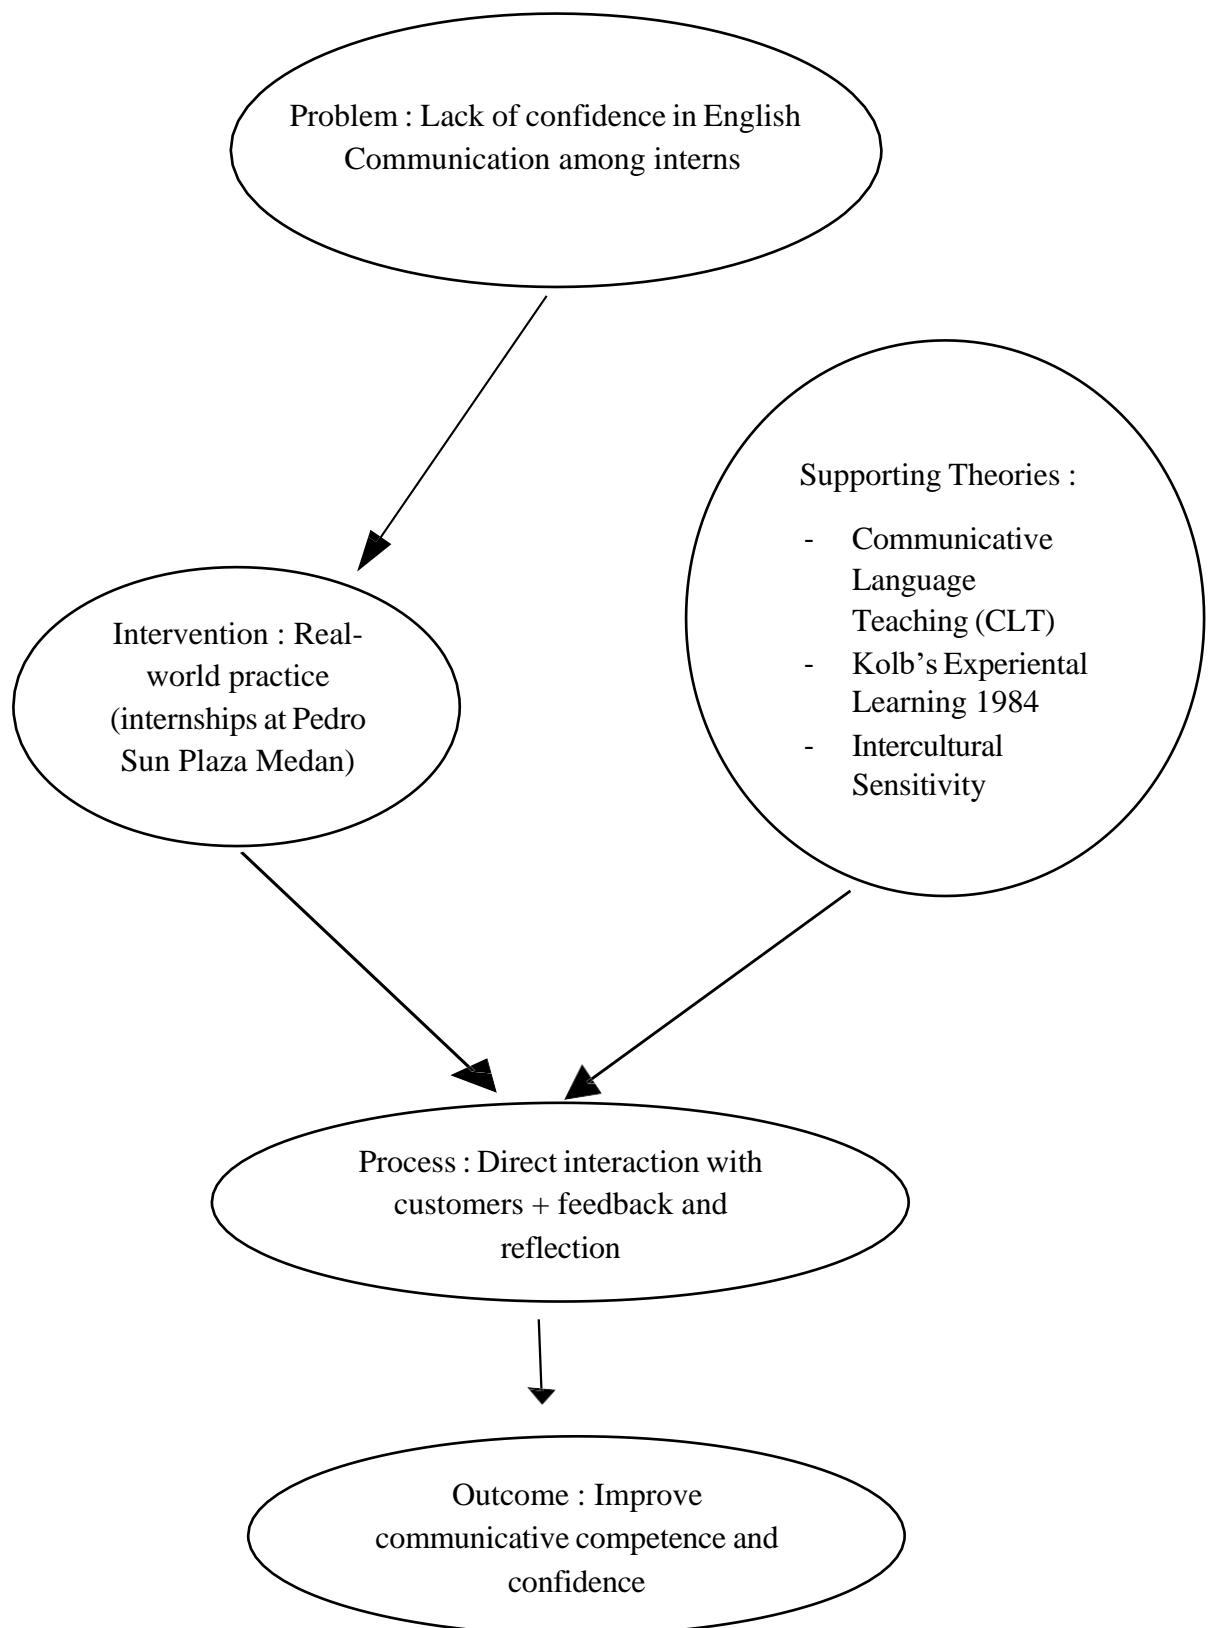 Problem : Lack of confidence in English
Communication among interns
Supporting Theories :
- Communicative
Language
Teaching (CLT)
- Kolb’s Experiental
Learning 1984
- Intercultural
Sensitivity
Intervention : Real-
world practice
(internships at Pedro
Sun Plaza Medan)
Process : Direct interaction with
customers + feedback and
reflection
Outcome : Improve
communicative competence and
confidence